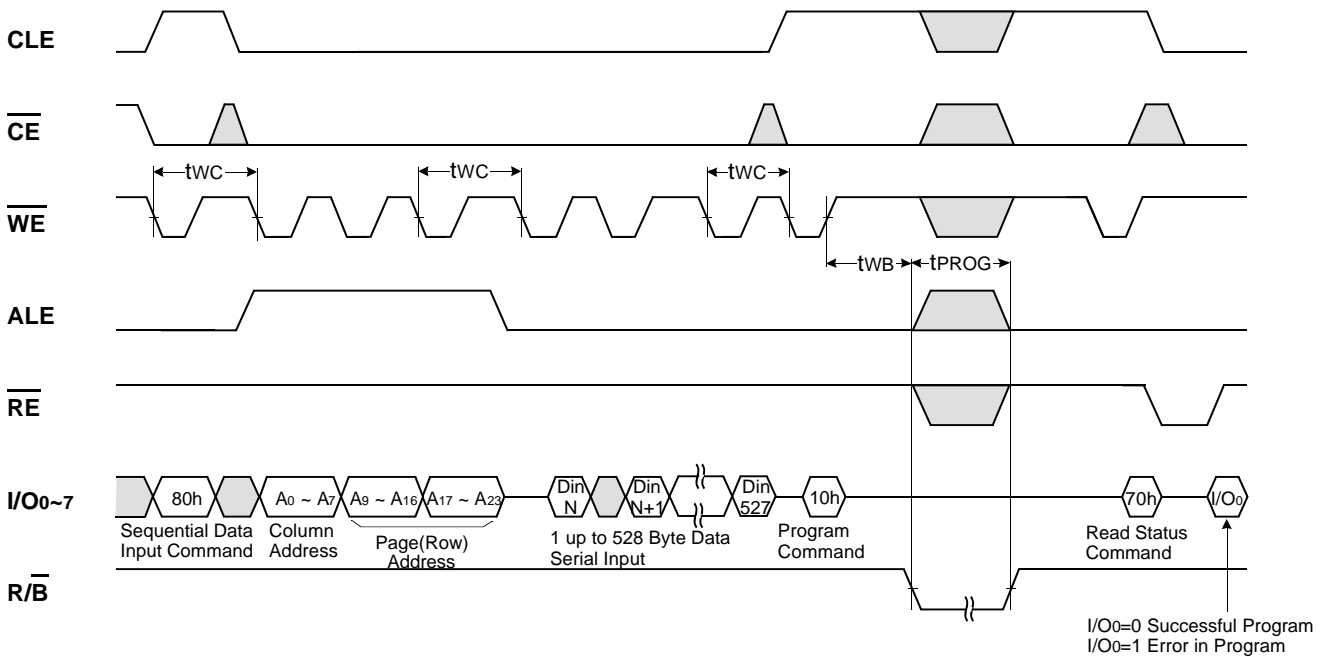 CLE
CE
tWC
tWC
tWC
WE
tWB
tPROG
ALE
RE
I/O0~7
80h
A0 ~ A7
A9 ~ A16
A17 ~ A23
Din
N
Din
N+1
Din
527
10h
70h
I/O0
Sequential Data
Input Command
Column
Address
Page(Row)
Address
1 up to 528 Byte Data
Serial Input
Program
Command
Read Status
Command
R/B
I/O0=0 Successful Program
I/O0=1 Error in Program